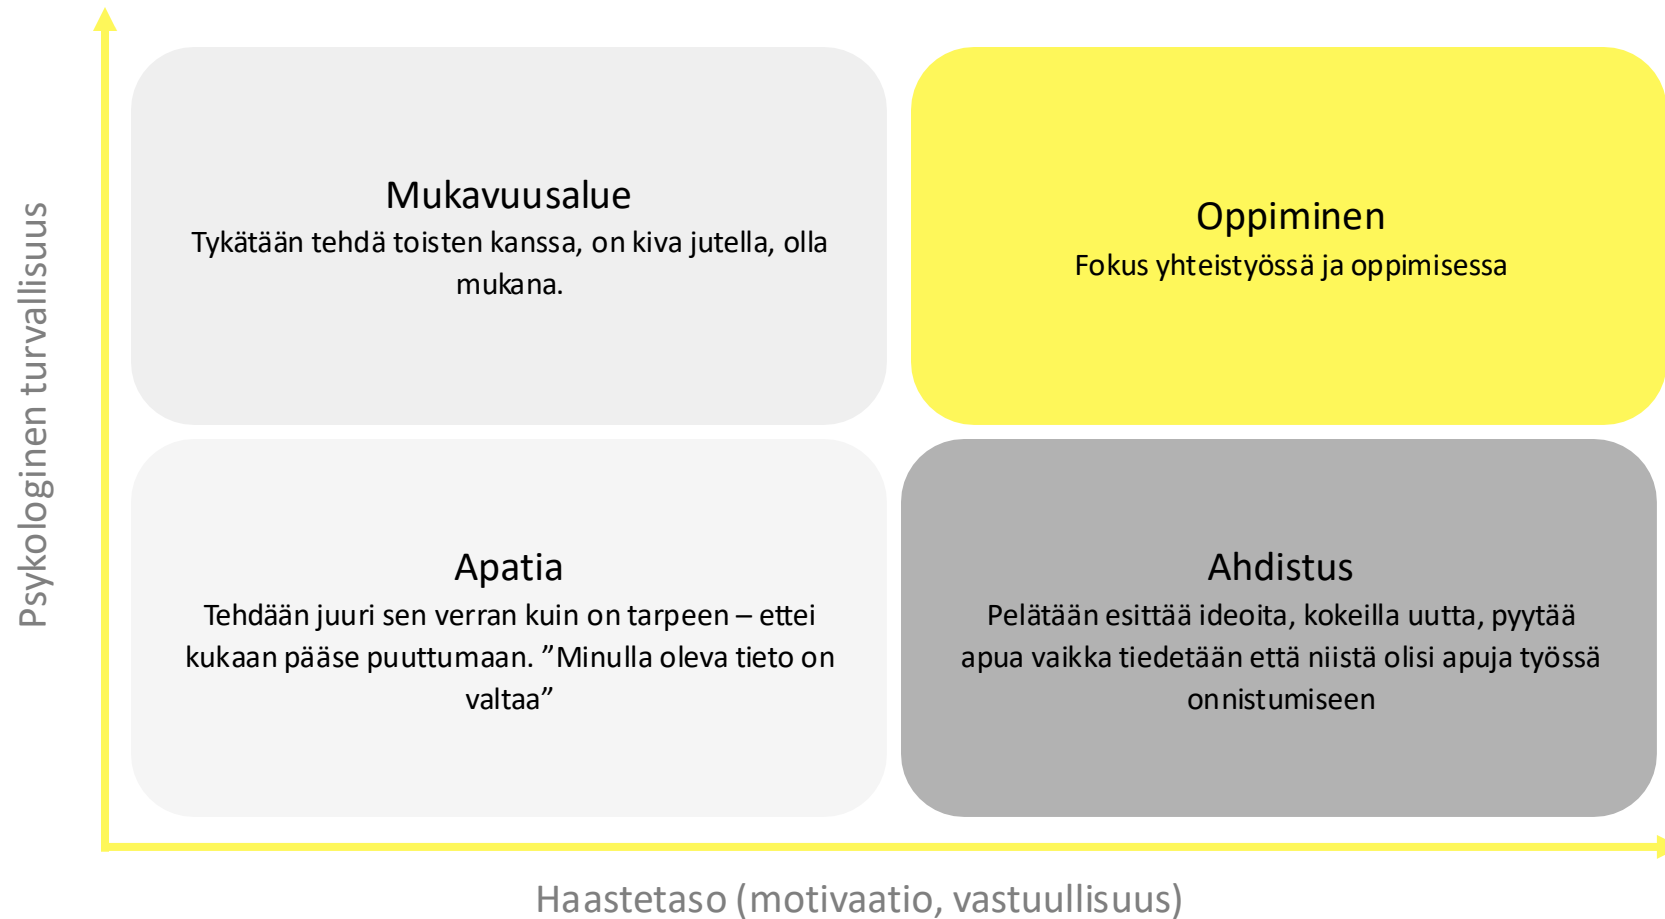 Psykologinen turvallisuus
Mukavuusalue
Tykätään tehdä toisten kanssa, on kiva jutella, olla
mukana.
Oppiminen
Fokus yhteistyössä ja oppimisessa
Apatia
Tehdään juuri sen verran kuin on tarpeen – ettei
kukaan pääse puuttumaan. ”Minulla oleva tieto on
valtaa”
Ahdistus
Pelätään esittää ideoita, kokeilla uutta, pyytää
apua vaikka tiedetään että niistä olisi apuja työssä
onnistumiseen
Haastetaso (motivaatio, vastuullisuus)